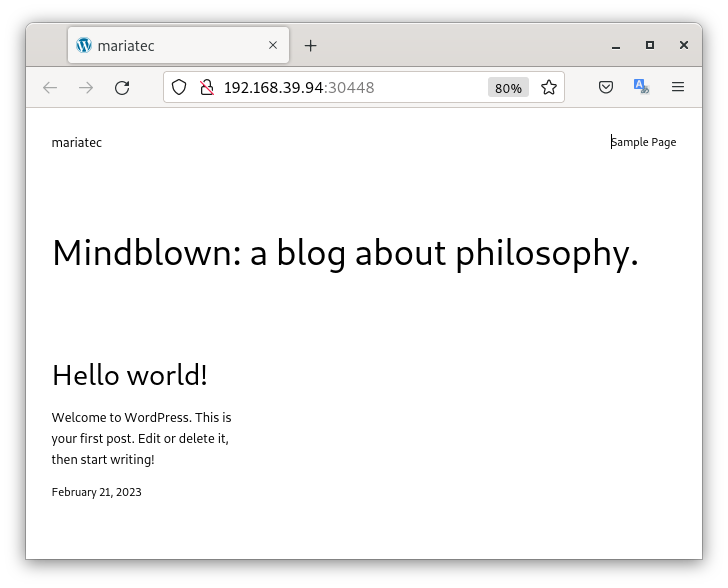 mariatec
192.168.39.94:30448
80%
mariatec
Sample Page
Mindblown: a blog about philosophy.
Hello world!
Welcome to WordPress. This is
your first post. Edit or delete it,
then start writing!
February 21, 2023